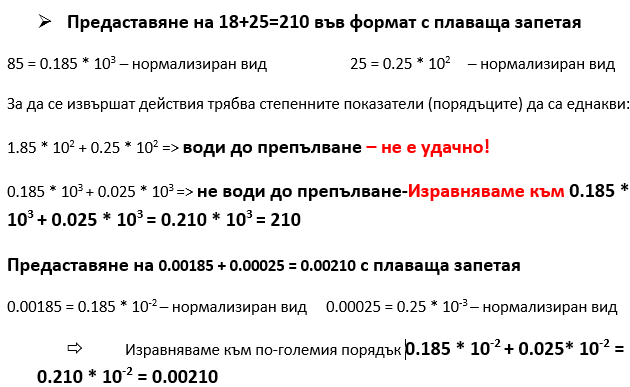 ➢ Предаставяне на 18+25=210 във формат с плаваща запетая
85 = 0.185 * 10³ – нормализиран вид 25 = 0.25 * 10² – нормализиран вид
За да се извършат действия трябва степенните показатели (порядъците) да са еднакви:
1.85 * 10² + 0.25 * 10² => води до препълване – не е удачно!
0.185 * 10³ + 0.025 * 10³ => не води до препълване-Изравняваме към 0.185 *
10³ + 0.025 * 10³ = 0.210 * 10³ = 210
Предаставяне на 0.00185 + 0.00025 = 0.00210 с плаваща запетая
0.00185 = 0.185 * 10⁻² – нормализиран вид 0.00025 = 0.25 * 10⁻³ – нормализиран вид
⇨ Изравняваме към по-големия порядък 0.185 * 10⁻² + 0.025* 10⁻² =
0.210 * 10⁻² = 0.00210